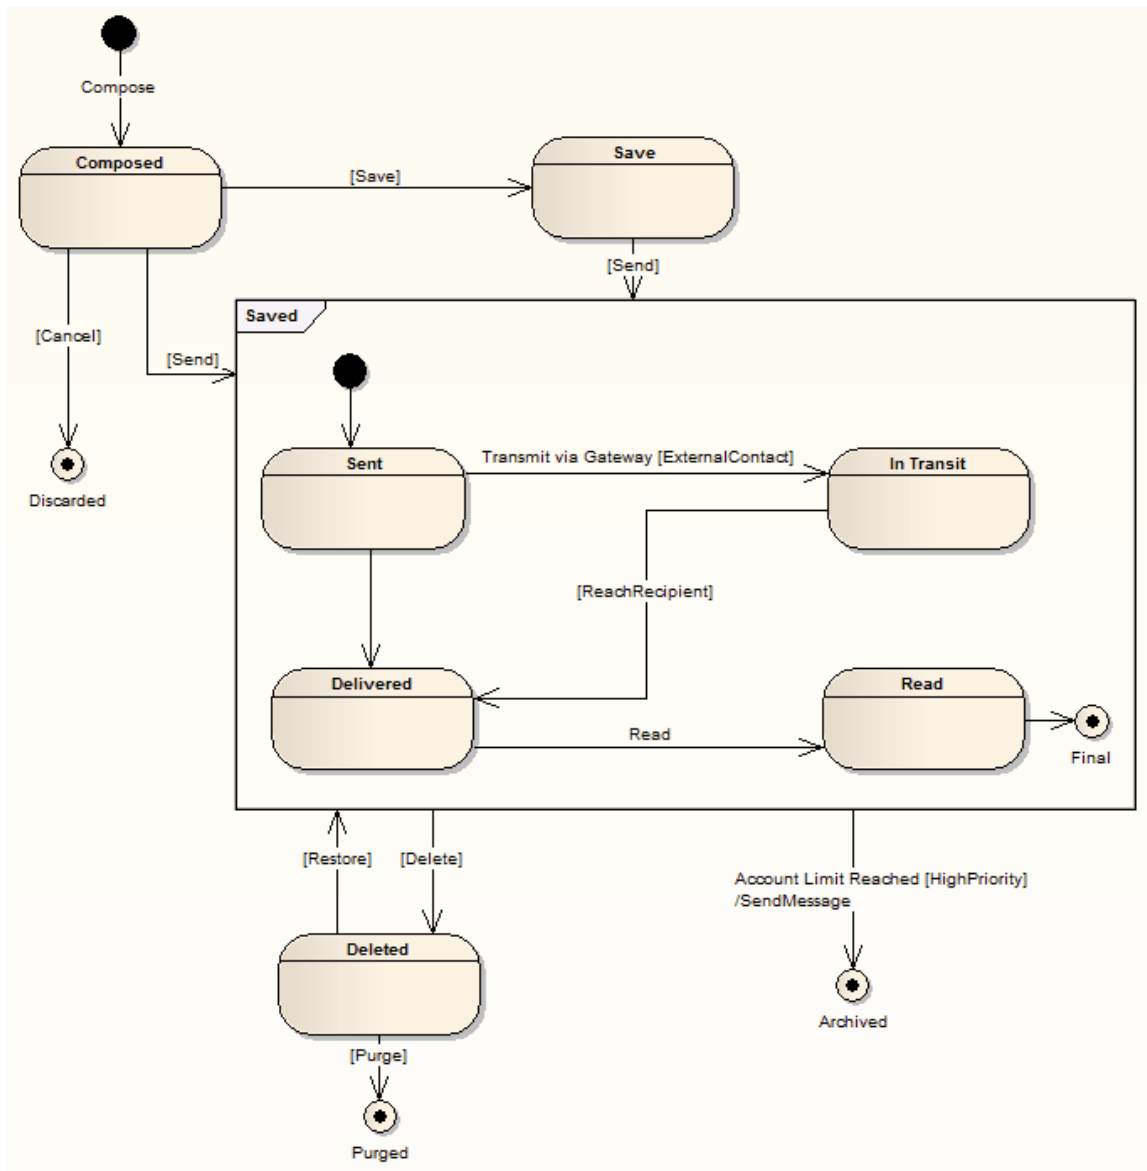 Compose
Composed
Save
[Save]
[Send]
Saved
[Cancel]
[Send]
Sent
Transmit via Gateway [ExternalContact]
In Transit
Discarded
[ReachRecipient]
Delivered
Read
Read
Final
[Restore]
[Delete]
Account Limit Reached [HighPriority]
/SendMessage
Deleted
Archived
[Purge]
Purged